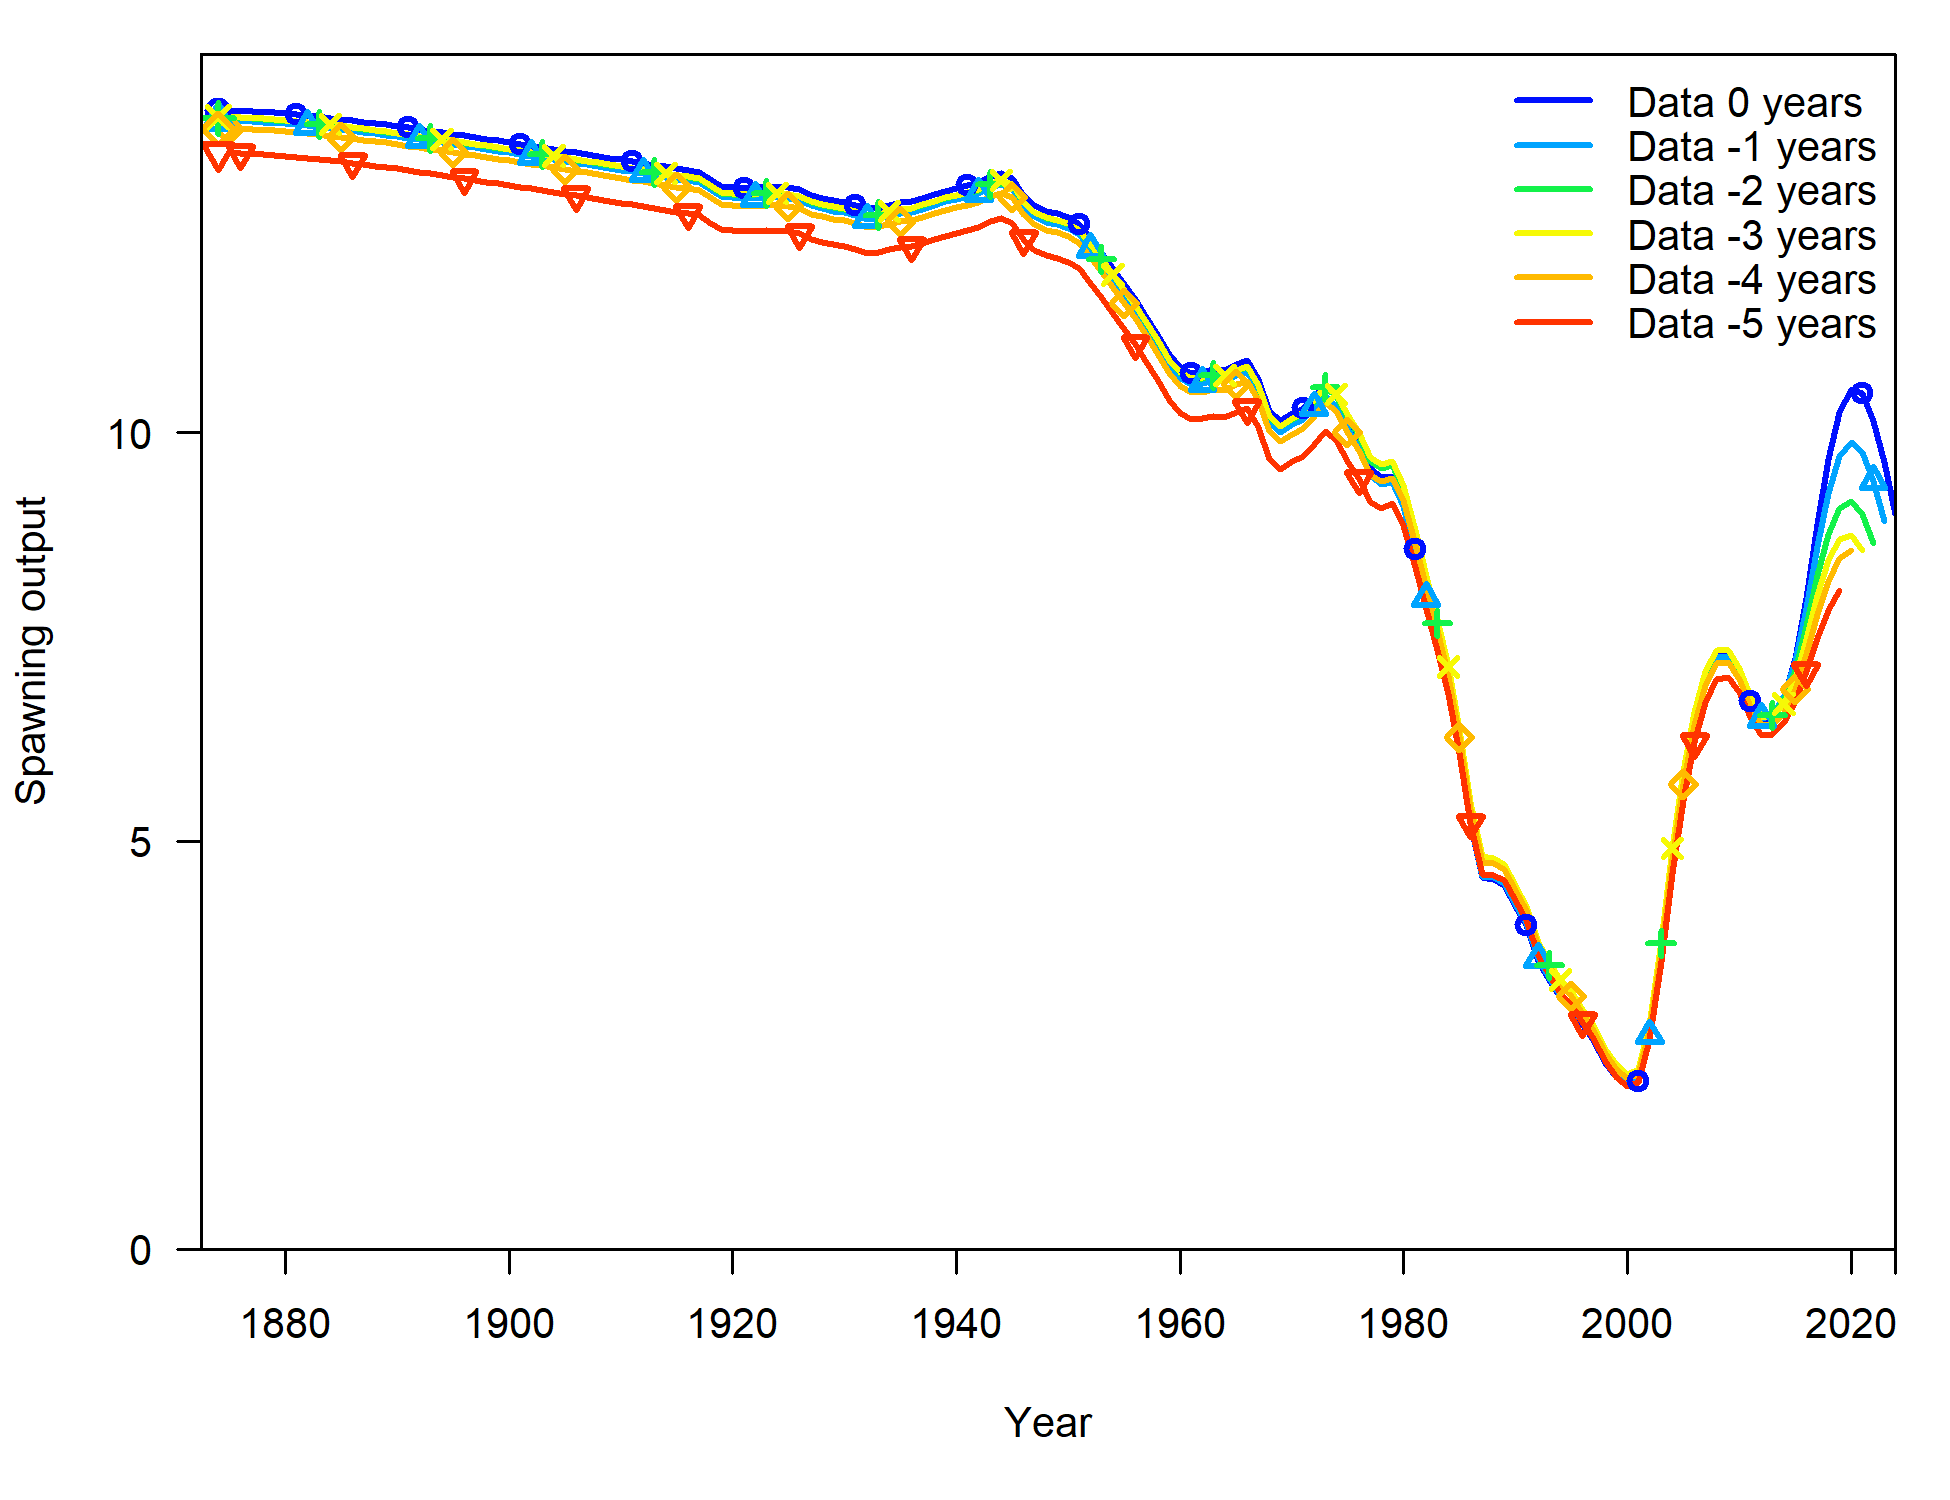 Data 0 years
Data -1 years
Data -2 years
Data -3 years
Data -4 years
Data -5 years
10
5
0
Spawning output
1880 1900 1920 1940 1960 1980 2000 2020
Year